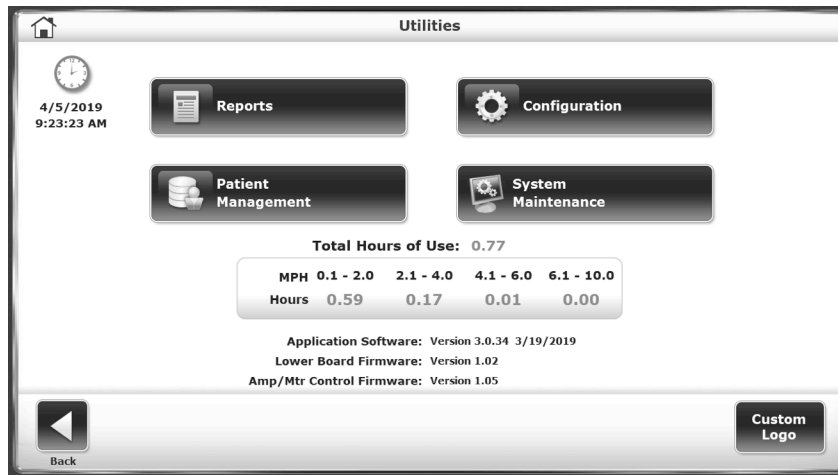 Utilities
4/5/2019
9:23:23 AM
Reports
Configuration
Patient
Management
System
Maintenance
Total Hours of Use: 0.77
MPH 0.1 - 2.0 2.1 - 4.0 4.1 - 6.0 6.1 - 10.0
Hours 0.59 0.17 0.01 0.00
Application Software: Version 3.0.34 3/19/2019
Lower Board Firmware: Version 1.02
Amp/Mtr Control Firmware: Version 1.05
Back
Custom
Logo